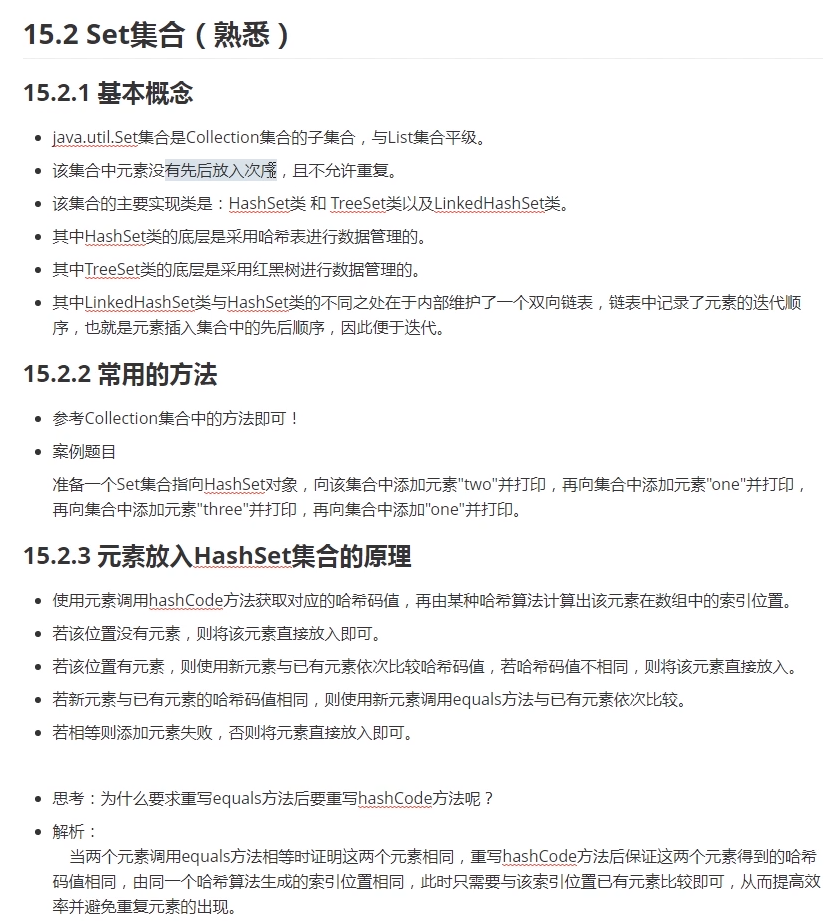 15.2 Set集合（熟悉）
15.2.1 基本概念
java.util.Set集合是Collection集合的子集合，与List集合平级。
该集合中元素没有先后放入次序，且不允许重复。
该集合的主要实现类是：HashSet类 和 TreeSet类以及LinkedHashSet类。
其中HashSet类的底层是采用哈希表进行数据管理的。
其中TreeSet类的底层是采用红黑树进行数据管理的。
其中LinkedHashSet类与HashSet类的不同之处在于内部维护了一个双向链表，链表中记录了元素的迭代顺
序，也就是元素插入集合中的先后顺序，因此便于迭代。
15.2.2 常用的方法
参考Collection集合中的方法即可！
案例题目
准备一个Set集合指向HashSet对象，向该集合中添加元素"two"并打印，再向集合中添加元素"one"并打印，
再向集合中添加元素"three"并打印，再向集合中添加"one"并打印。
15.2.3 元素放入HashSet集合的原理
使用元素调用hashCode方法获取对应的哈希码值，再由某种哈希算法计算出该元素在数组中的索引位置。
若该位置没有元素，则将该元素直接放入即可。
若该位置有元素，则使用新元素与已有元素依次比较哈希码值，若哈希码值不相同，则将该元素直接放入。
若新元素与已有元素的哈希码值相同，则使用新元素调用equals方法与已有元素依次比较。
若相等则添加元素失败，否则将元素直接放入即可。
思考：为什么要求重写equals方法后要重写hashCode方法呢？
解析：
当两个元素调用equals方法相等时证明这两个元素相同，重写hashCode方法后保证这两个元素得到的哈希
码值相同，由同一个哈希算法生成的索引位置相同，此时只需要与该索引位置已有元素比较即可，从而提高效
率并避免重复元素的出现。